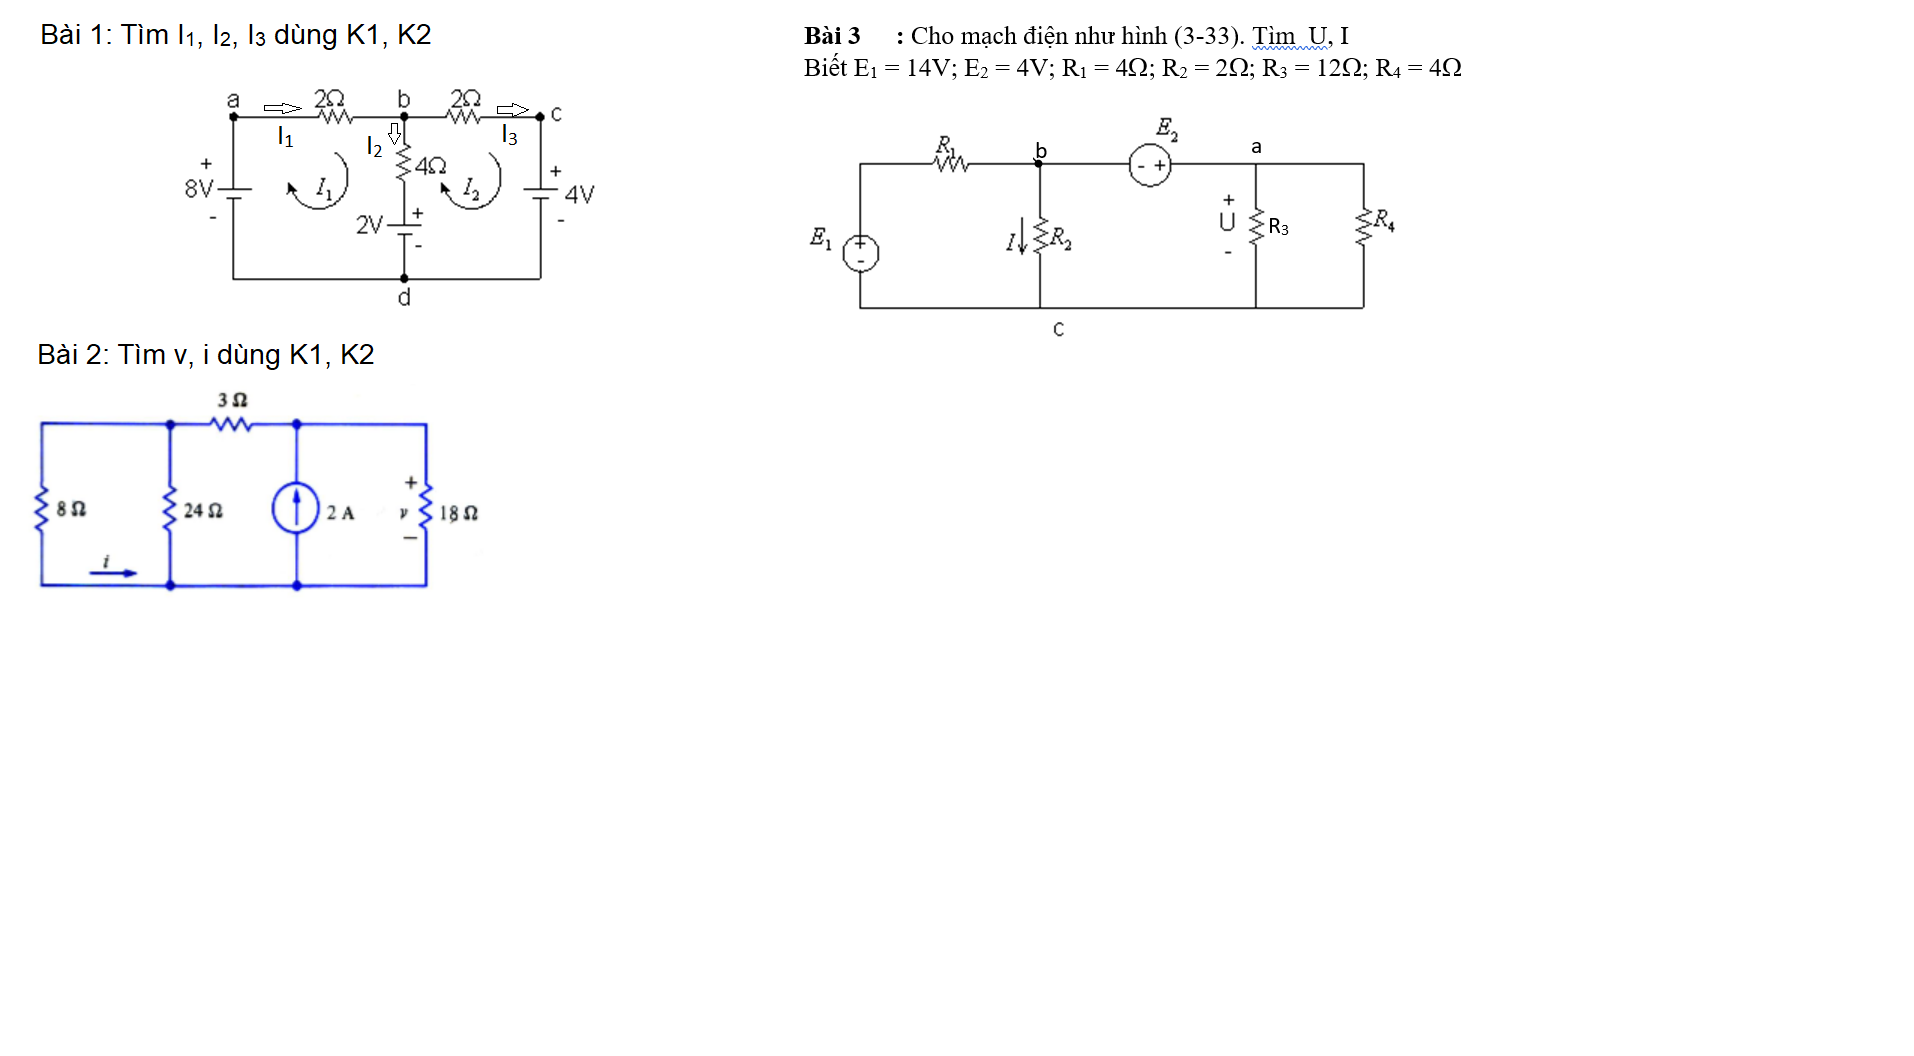 Bài 1: Tìm I1, I2, I3 dùng K1, K2
a
2Ω
b
2Ω
c
I1
I2
I3
+
8V
-
I1
4Ω
I2
+
4V
-
2V
+
-
d
Bài 2: Tìm v, i dùng K1, K2
3 Ω
8 Ω
24 Ω
2 A
+
v
−
18 Ω
i
Bài 3 : Cho mạch điện như hình (3-33). Tìm U, I
Biết E1 = 14V; E2 = 4V; R1 = 4Ω; R2 = 2Ω; R3 = 12Ω; R4 = 4Ω
R1
b
E2
- +
a
E1
+
-
I
R2
+
U
-
R3
R4
c